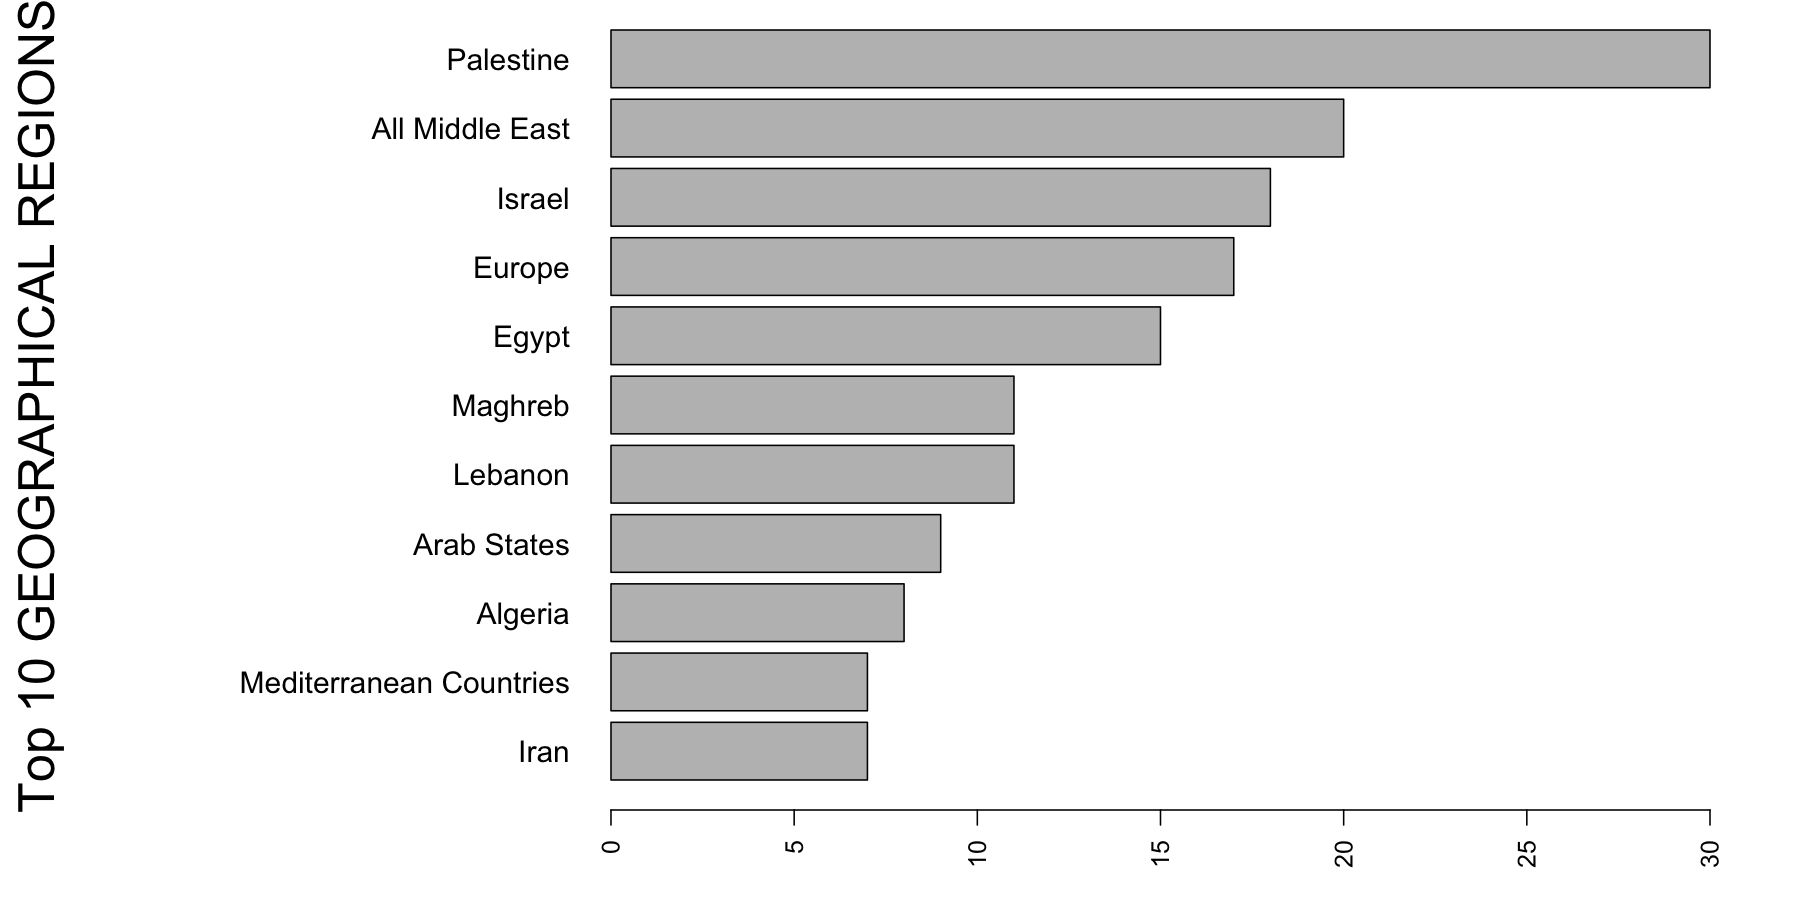 Top 10 GEOGRAPHICAL REGIONS
Palestine
All Middle East
Israel
Europe
Egypt
Maghreb
Lebanon
Arab States
Algeria
Mediterranean Countries
Iran
0 5 10 15 20 25 30